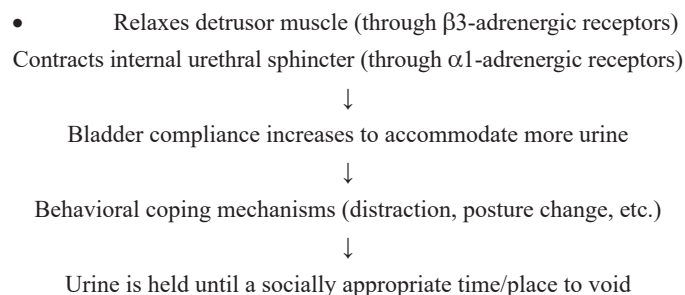 • Relaxes detrusor muscle (through β3-adrenergic receptors)
Contracts internal urethral sphincter (through α1-adrenergic receptors)
↓
Bladder compliance increases to accommodate more urine
↓
Behavioral coping mechanisms (distraction, posture change, etc.)
↓
Urine is held until a socially appropriate time/place to void